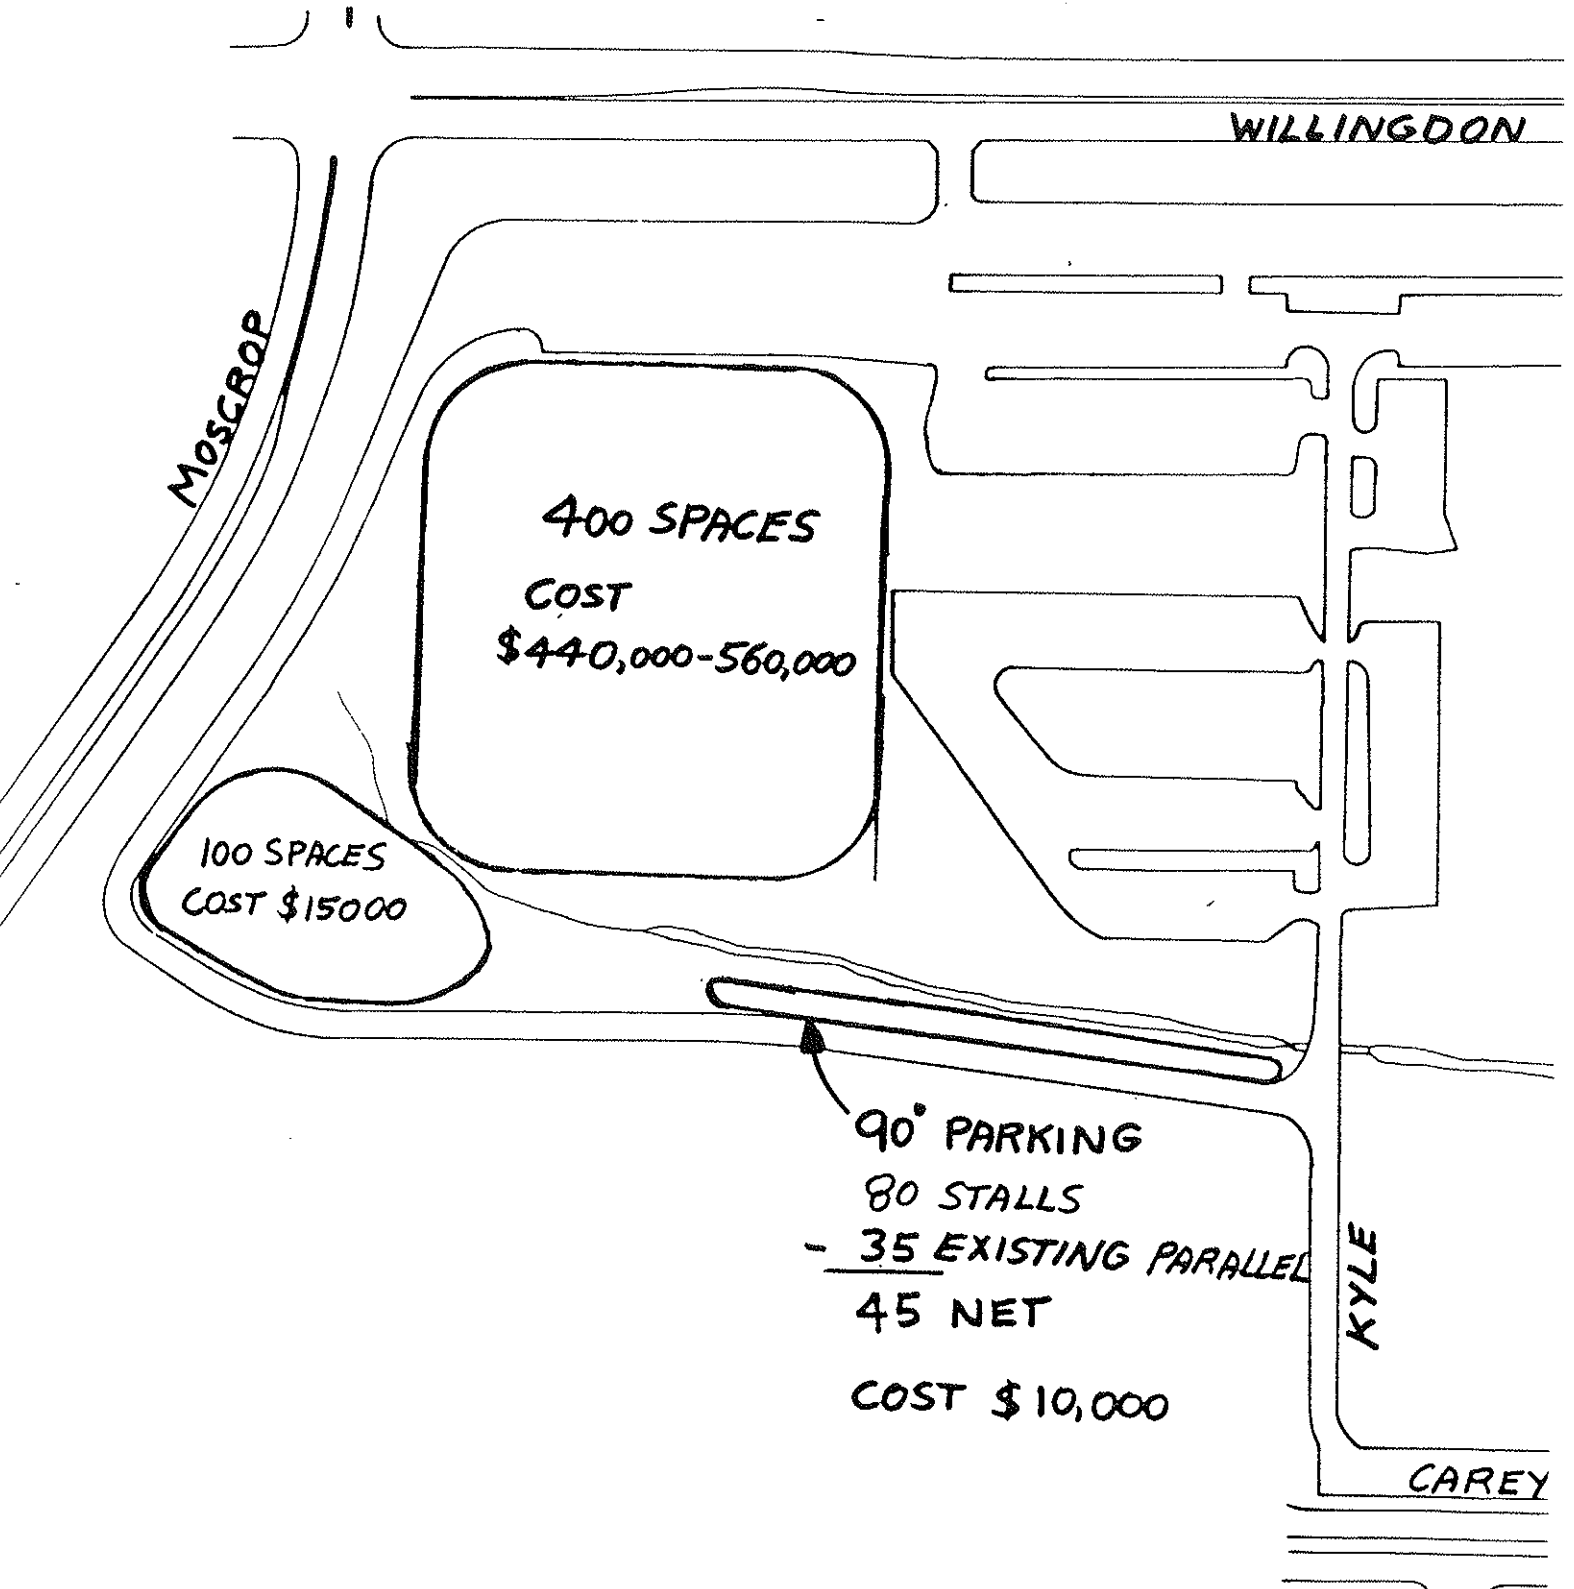 WILLINGDON
MOSCROP
400 SPACES
COST
$440,000-560,000
100 SPACES
COST $15000
90° PARKING
80 STALLS
- 35 EXISTING PARALLEL
45 NET
COST $10,000
KYLE
CAREY